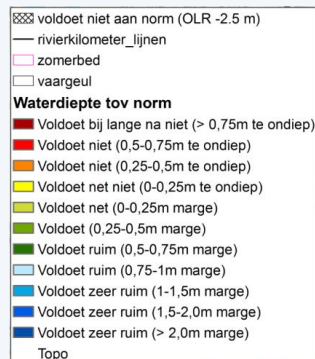 voldoet niet aan norm (OLR -2.5 m)
rivierkilometer_lijnen
zomerbed
vaargeul
Waterdiepte tov norm
Voldoet bij lange na niet (> 0,75m te ondiep)
Voldoet niet (0,5-0,75m te ondiep)
Voldoet niet (0,25-0,5m te ondiep)
Voldoet net niet (0-0,25m te ondiep)
Voldoet net (0-0,25m marge)
Voldoet (0,25-0,5m marge)
Voldoet ruim (0,5-0,75m marge)
Voldoet ruim (0,75-1m marge)
Voldoet zeer ruim (1-1,5m marge)
Voldoet zeer ruim (1,5-2,0m marge)
Voldoet zeer ruim (> 2,0m marge)
Topo